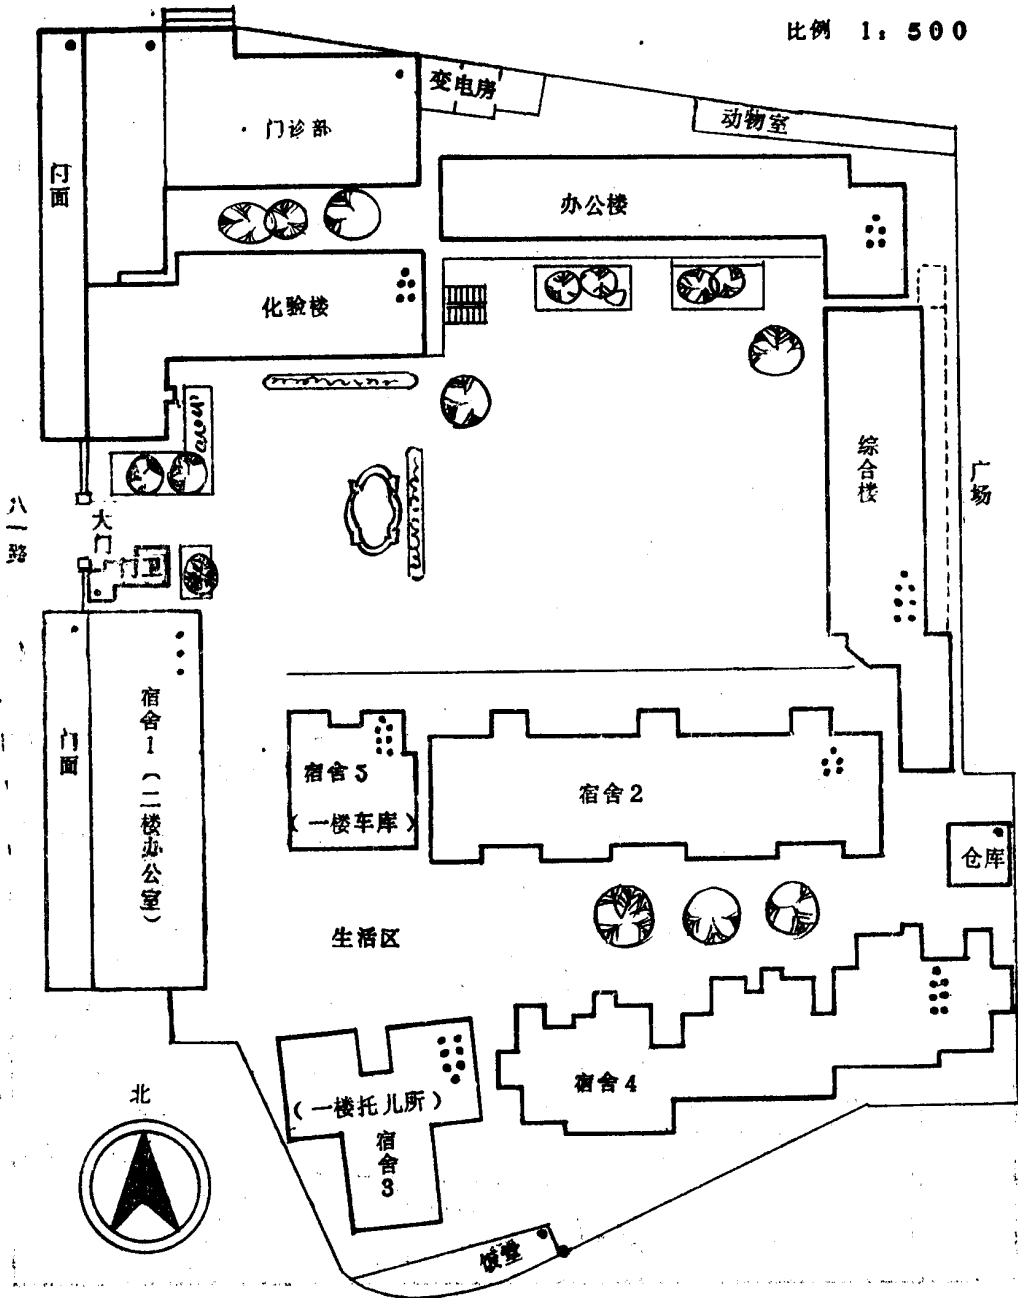 比例 1：500
变电房
动物室
门诊部
门面
办公楼
化验楼
综合楼
广场
八一路
大门
门卫
宿舍1（二楼办公室）
门面
宿舍5
（一楼车库）
宿舍2
仓库
生活区
宿舍4
（一楼托儿所）
宿舍3
北
饭堂